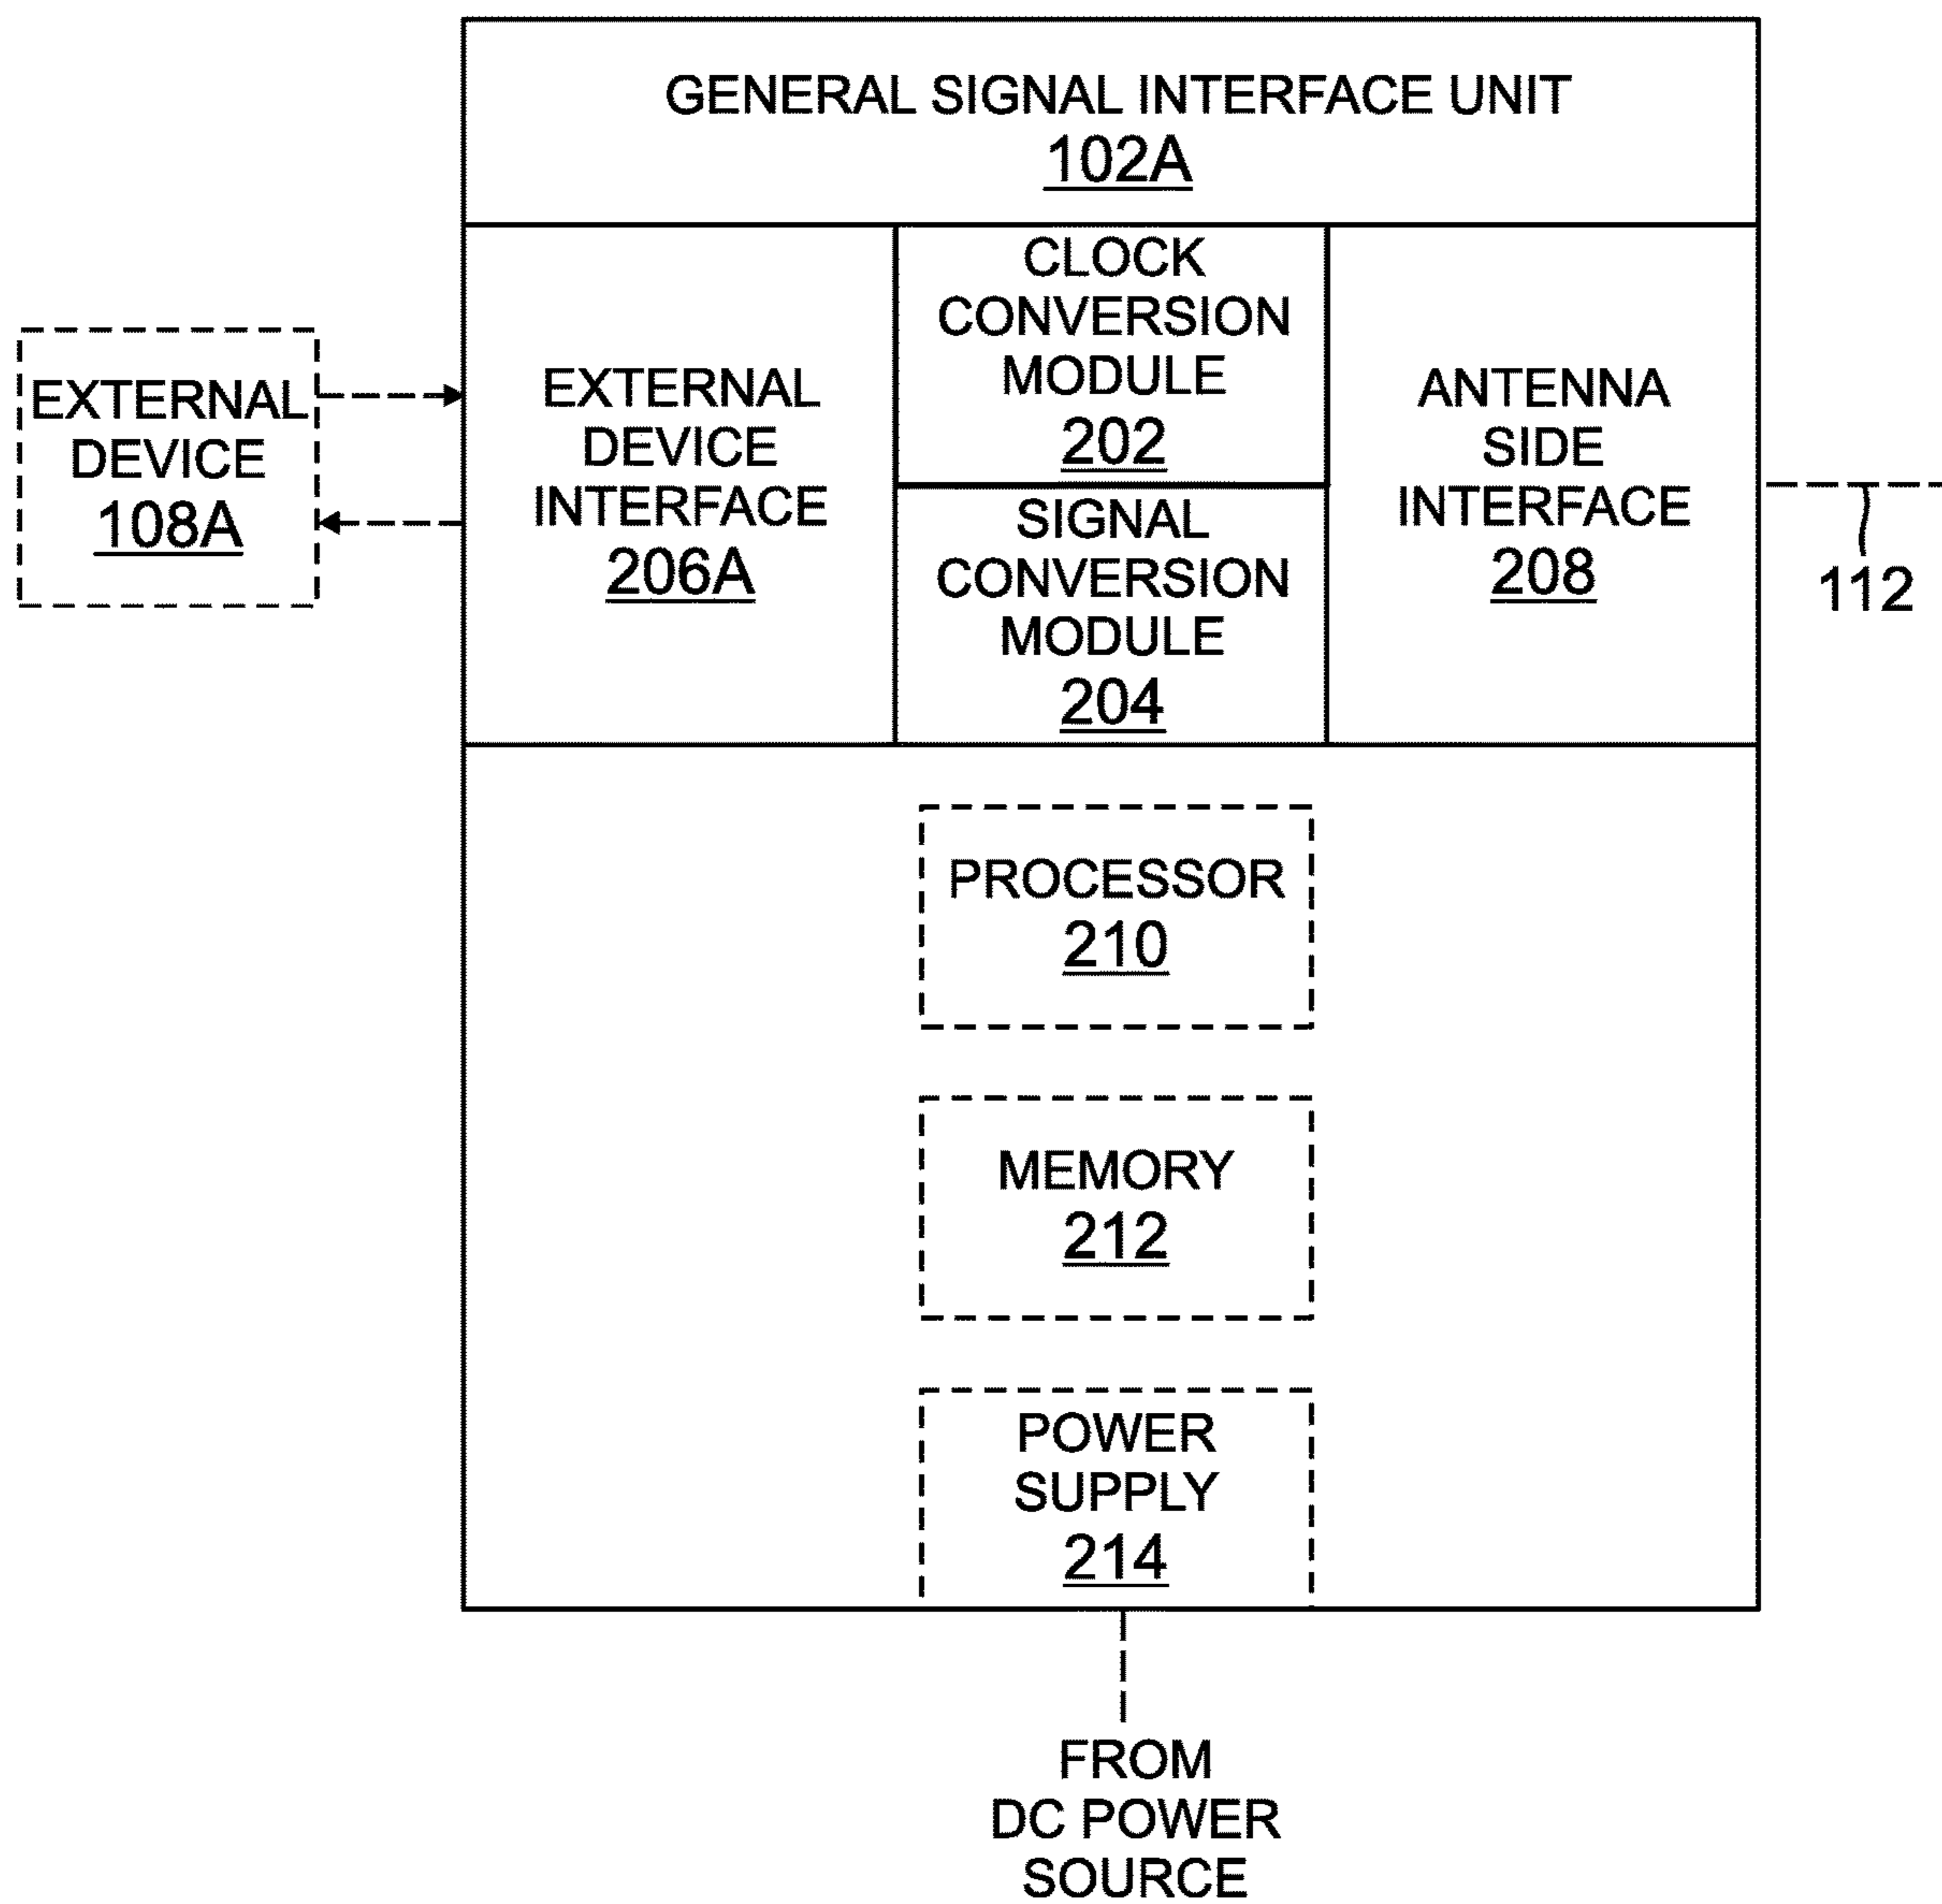 GENERAL SIGNAL INTERFACE UNIT
102A
EXTERNAL
DEVICE
108A
EXTERNAL
DEVICE
INTERFACE
206A
CLOCK
CONVERSION
MODULE
202
SIGNAL
CONVERSION
MODULE
204
ANTENNA
SIDE
INTERFACE
208
112
PROCESSOR
210
MEMORY
212
POWER
SUPPLY
214
FROM
DC POWER
SOURCE